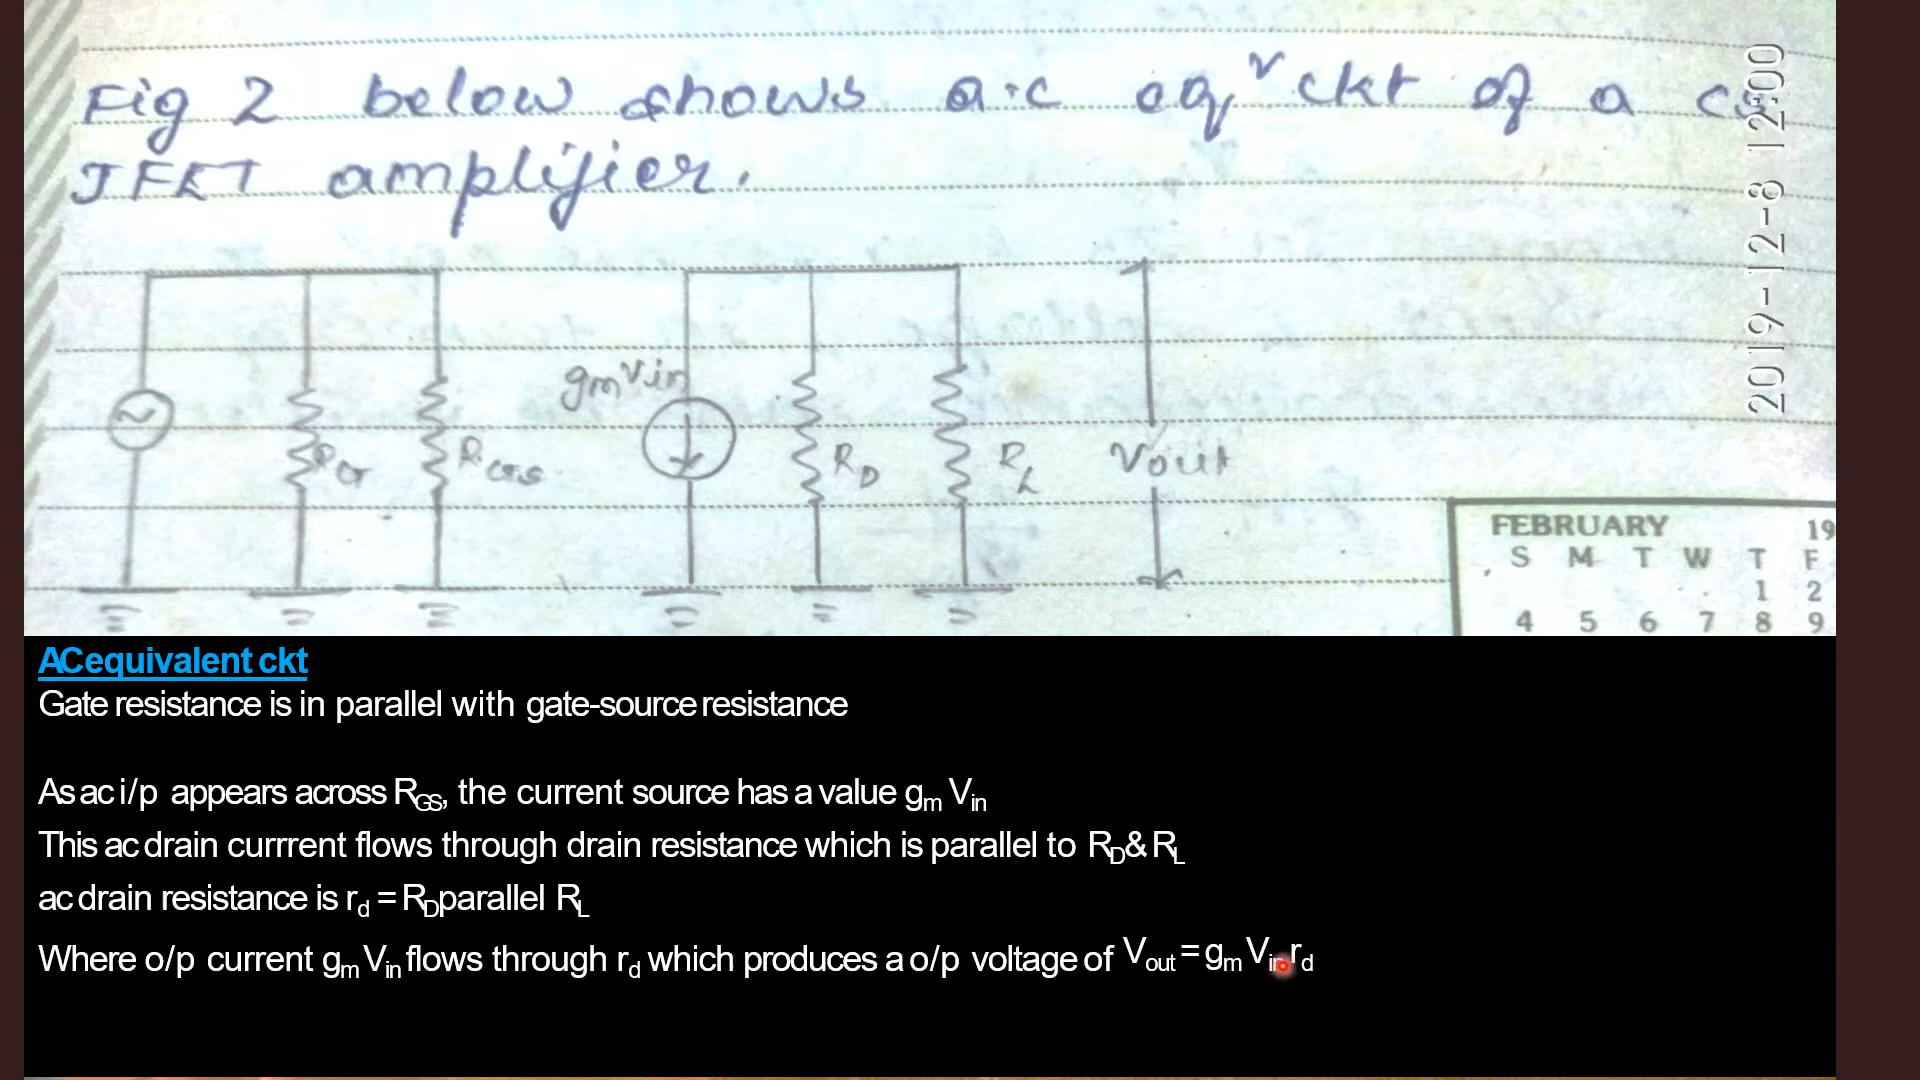 Fig 2 below shows a.c eqv ckt of a cs
JFET amplifier.
2019-12-8 12:00
gmVin
RG
RGS
RD
RL
Vout
FEBRUARY 19
S M T W T F
1 2
4 5 6 7 8 9
ACequivalent ckt
Gate resistance is in parallel with gate-source resistance
As ac i/p appears across RGS, the current source has a value gm Vin
This ac drain currrent flows through drain resistance which is parallel to RD & RL
ac drain resistance is rd = RD parallel RL
Where o/p current gm Vin flows through rd which produces a o/p voltage of Vout = gm Vin rd